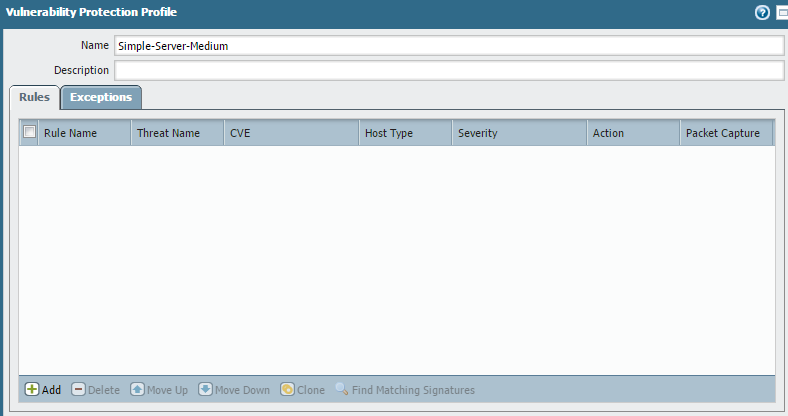 Vulnerability Protection Profile
Name Simple-Server-Medium
Description
Rules Exceptions
Rule Name Threat Name CVE Host Type Severity Action Packet Capture
Add Delete Move Up Move Down Clone Find Matching Signatures